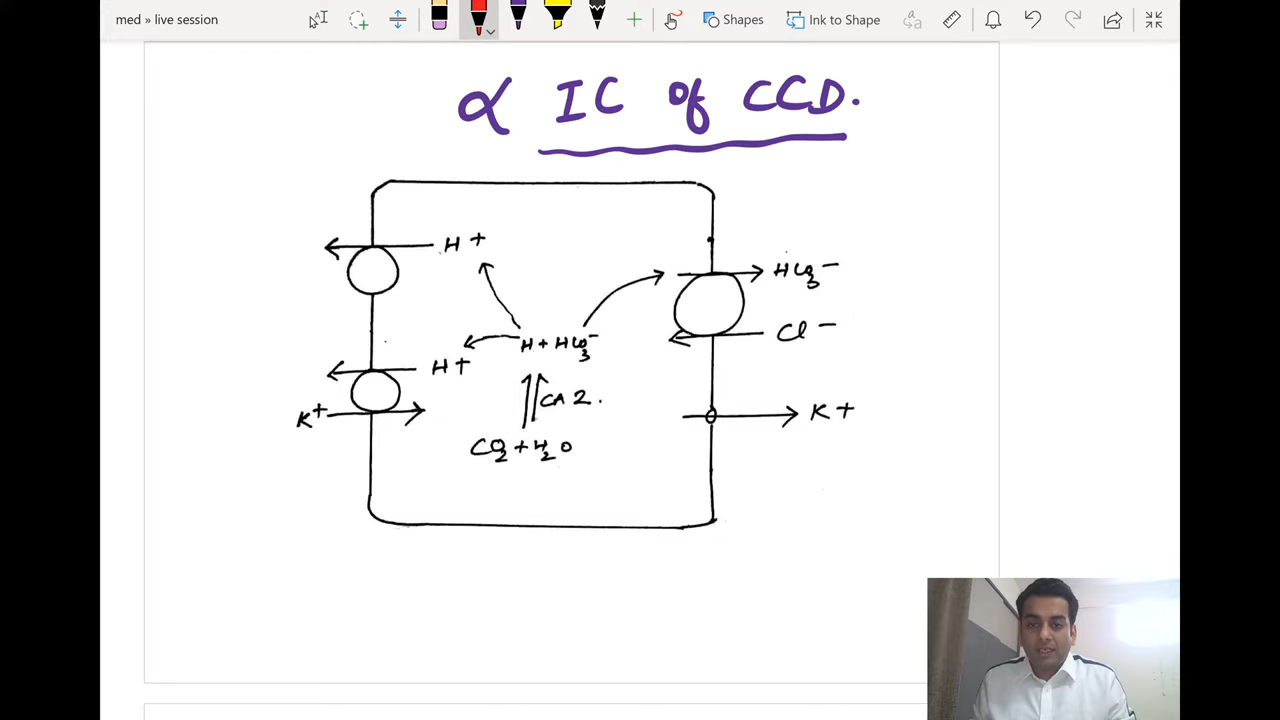 med » live session
Shapes
Ink to Shape
α IC of CCD.
H+
HCO3−
H + HCO3−
Cl −
H+
K+
CA 2.
K+
CO2 + H2O